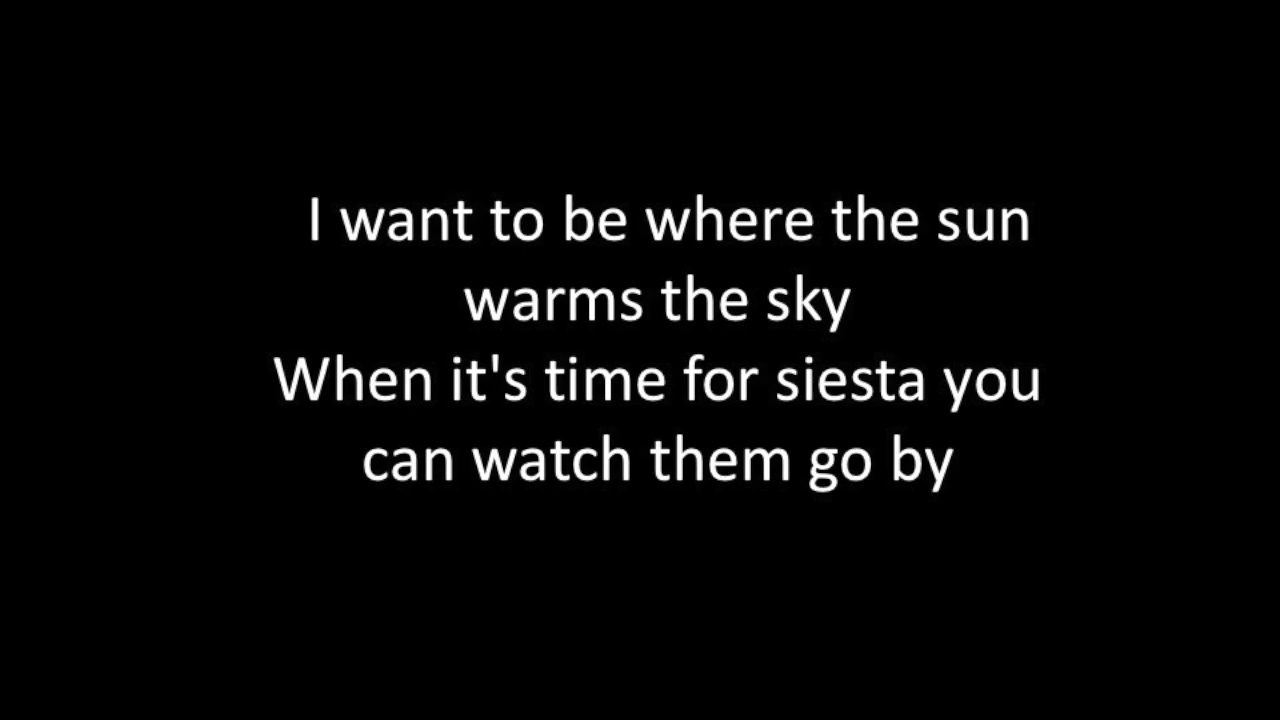 I want to be where the sun
warms the sky
When it's time for siesta you
can watch them go by